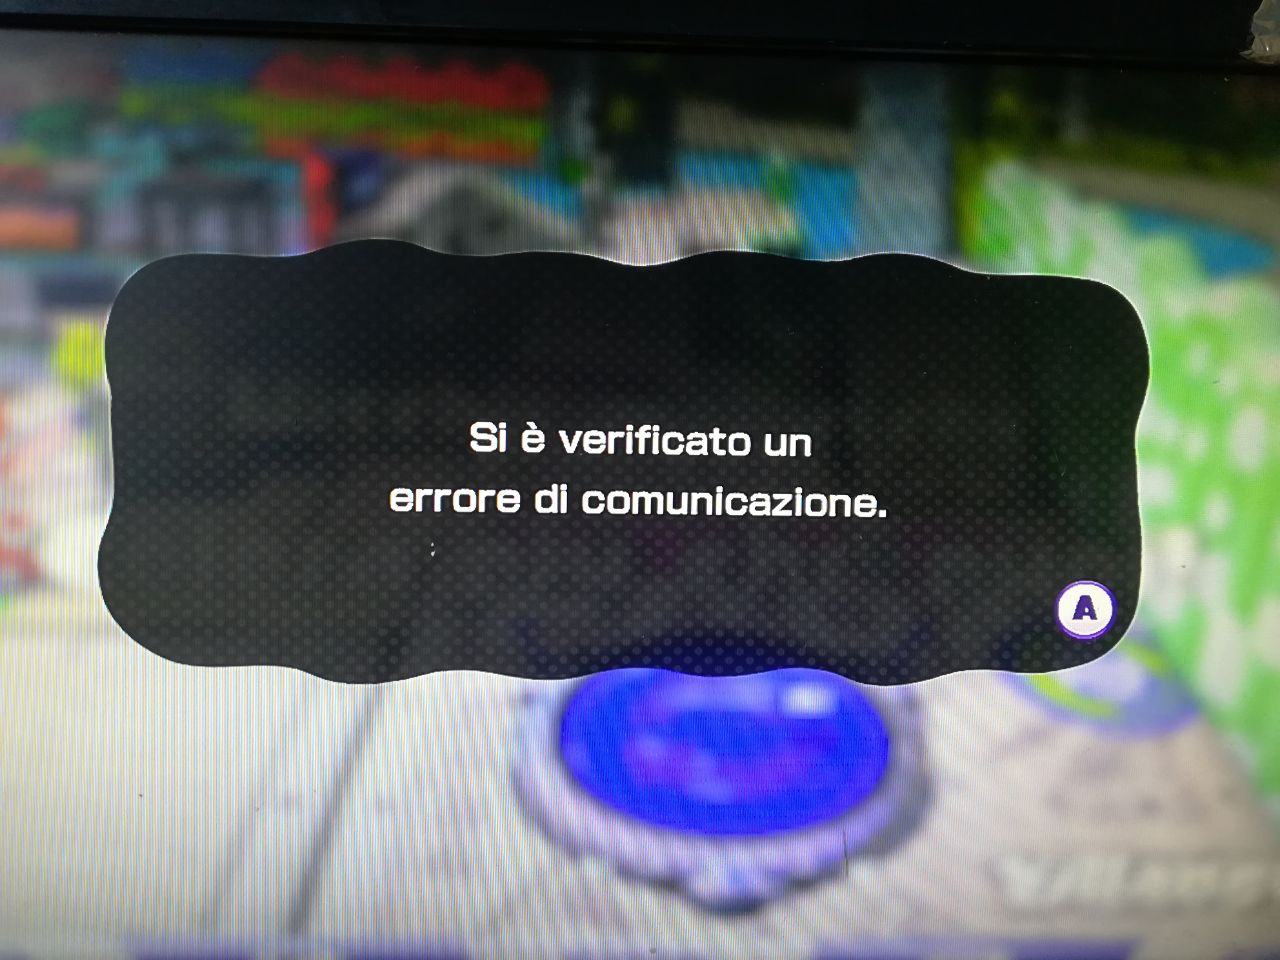 Si è verificato un
errore di comunicazione.
A